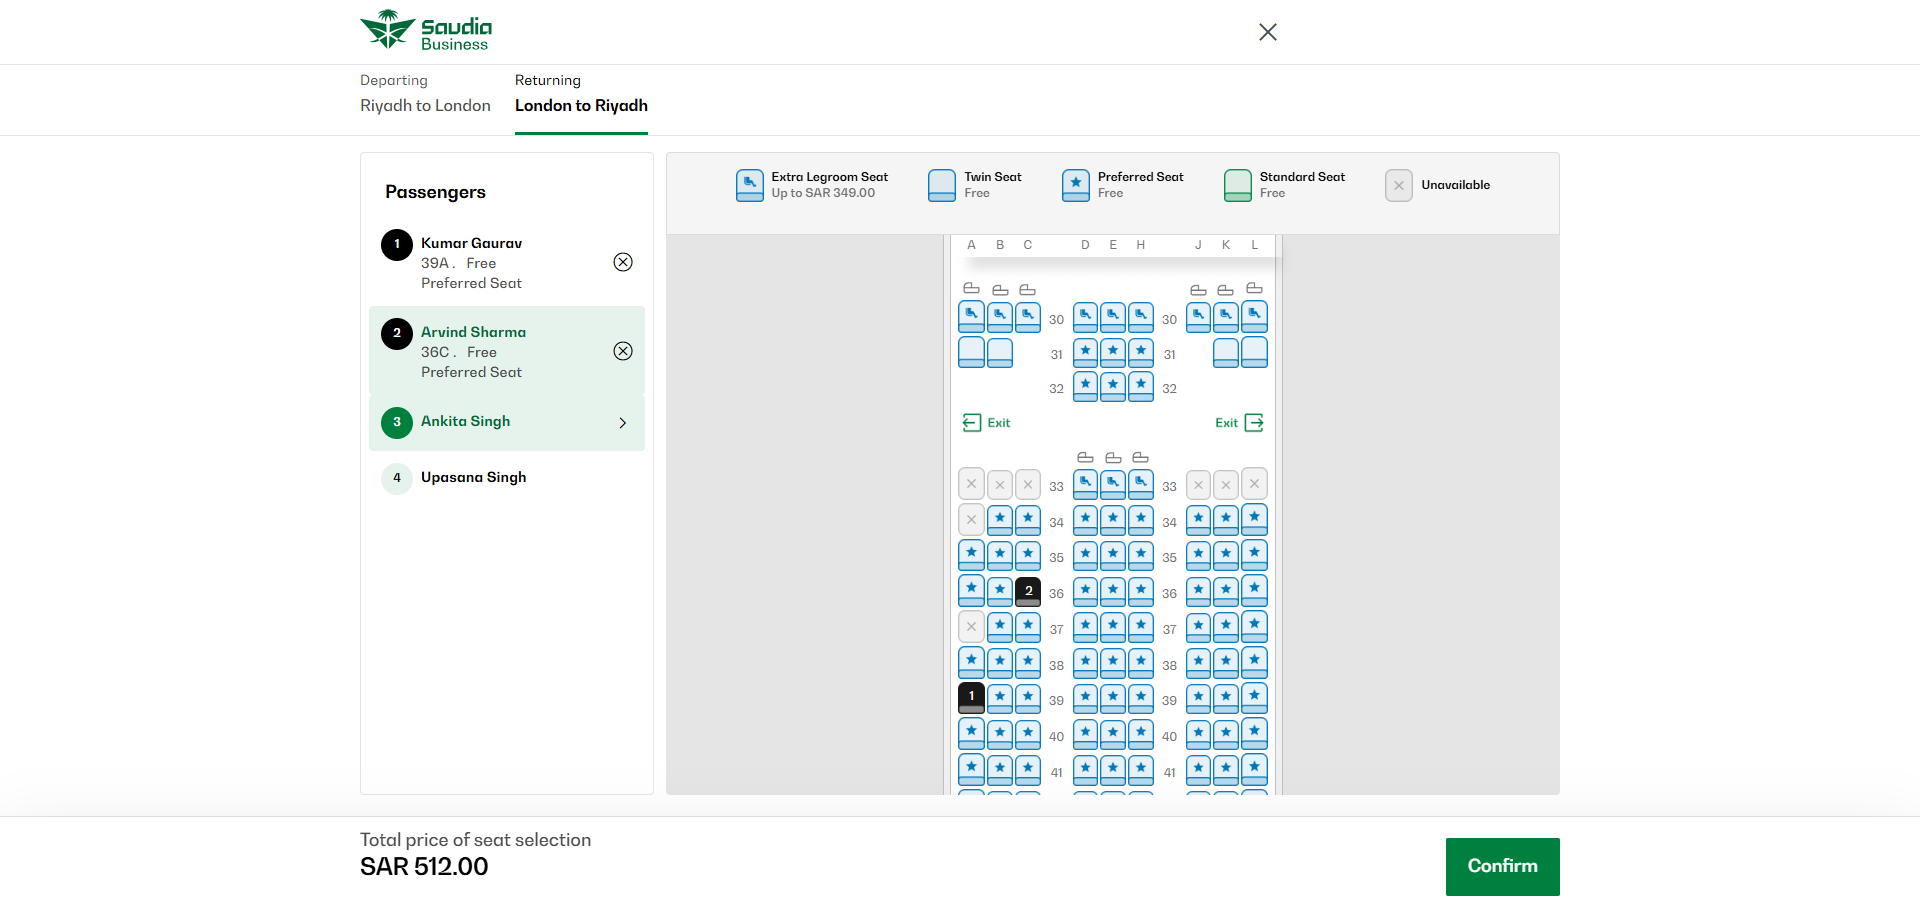 Saudia
Business
Departing
Riyadh to London
Returning
London to Riyadh
Passengers
1
Kumar Gaurav
39A . Free
Preferred Seat
2
Arvind Sharma
36C . Free
Preferred Seat
3
Ankita Singh
4
Upasana Singh
Extra Legroom Seat
Up to SAR 349.00
Twin Seat
Free
Preferred Seat
Free
Standard Seat
Free
Unavailable
A B C D E H J K L
30 30
31 31
32 32
Exit Exit
33 33
34 34
35 35
2 36 36
37 37
38 38
1 39 39
40 40
41 41
Total price of seat selection
SAR 512.00
Confirm